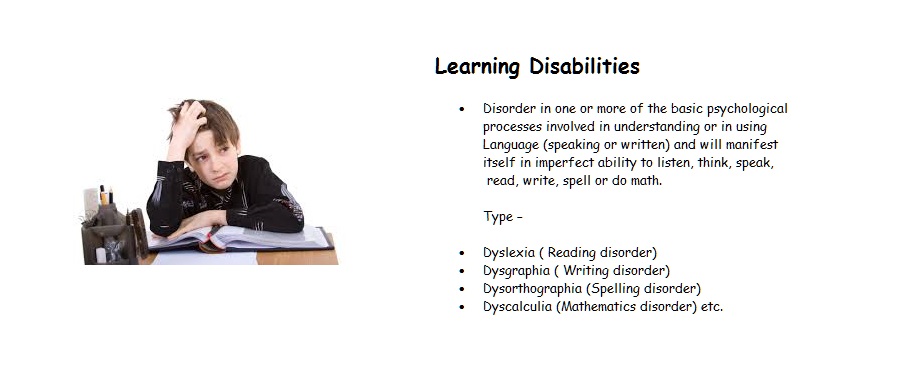 Learning Disabilities
• Disorder in one or more of the basic psychological
processes involved in understanding or in using
Language (speaking or written) and will manifest
itself in imperfect ability to listen, think, speak,
read, write, spell or do math.
Type –
• Dyslexia ( Reading disorder)
• Dysgraphia ( Writing disorder)
• Dysorthographia (Spelling disorder)
• Dyscalculia (Mathematics disorder) etc.